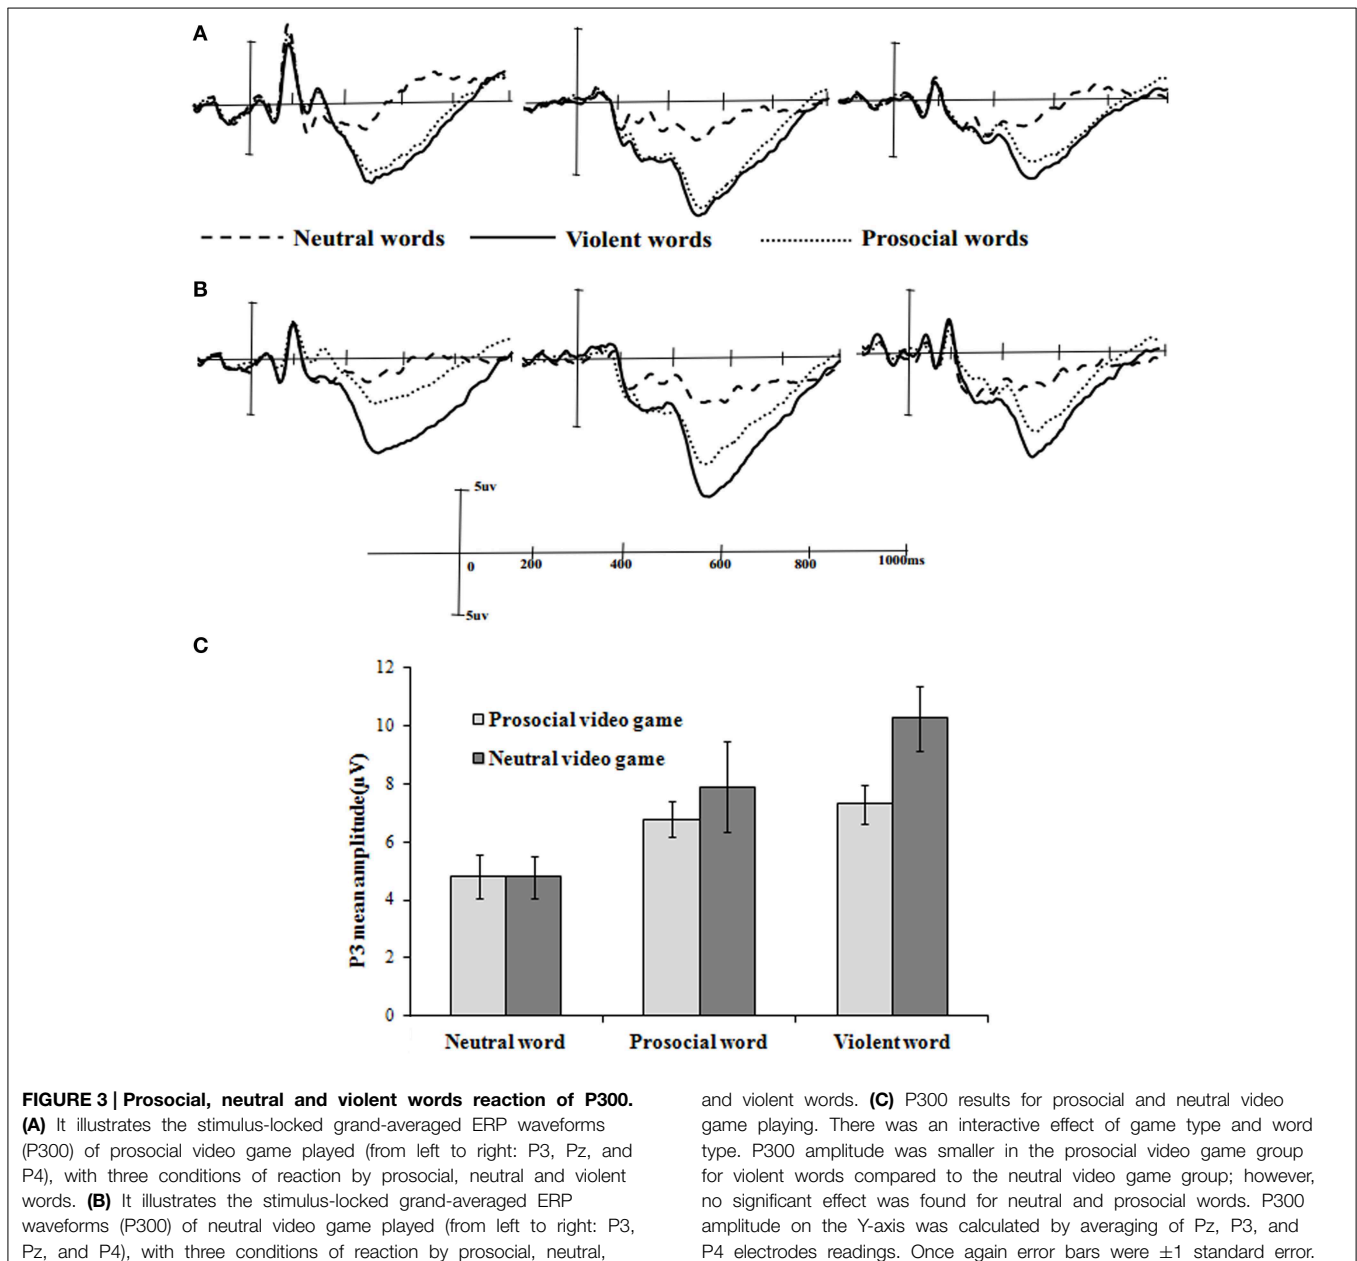 A
Neutral words Violent words Prosocial words
B
5uv
0 200 400 600 800 1000ms
5uv
C
12
10
8
6
4
2
0
P3 mean amplitude(µV)
Prosocial video game
Neutral video game
Neutral word Prosocial word Violent word
FIGURE 3 | Prosocial, neutral and violent words reaction of P300.
(A) It illustrates the stimulus-locked grand-averaged ERP waveforms
(P300) of prosocial video game played (from left to right: P3, Pz, and
P4), with three conditions of reaction by prosocial, neutral and violent
words. (B) It illustrates the stimulus-locked grand-averaged ERP
waveforms (P300) of neutral video game played (from left to right: P3,
Pz, and P4), with three conditions of reaction by prosocial, neutral,
and violent words. (C) P300 results for prosocial and neutral video
game playing. There was an interactive effect of game type and word
type. P300 amplitude was smaller in the prosocial video game group
for violent words compared to the neutral video game group; however,
no significant effect was found for neutral and prosocial words. P300
amplitude on the Y-axis was calculated by averaging of Pz, P3, and
P4 electrodes readings. Once again error bars were ±1 standard error.